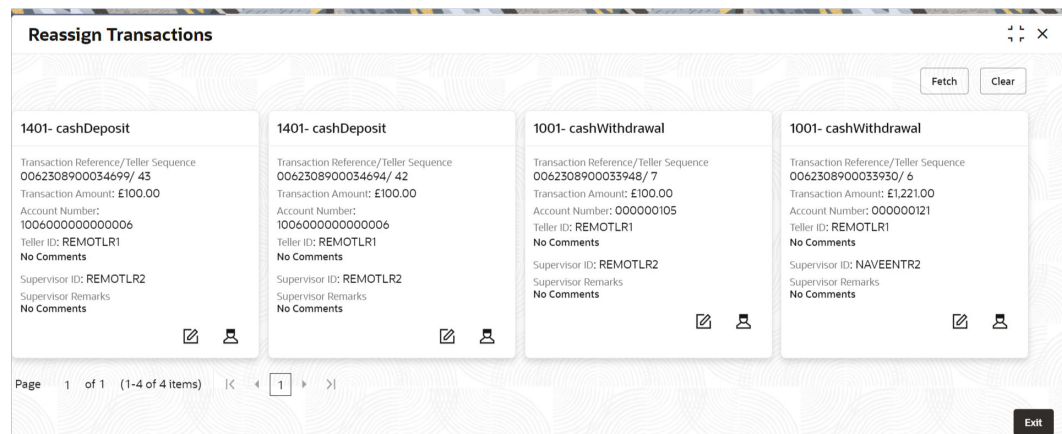 Reassign Transactions
Fetch Clear
1401- cashDeposit
Transaction Reference/Teller Sequence
0062308900034699/ 43
Transaction Amount: £100.00
Account Number:
1006000000000006
Teller ID: REMOTLR1
No Comments
Supervisor ID: REMOTLR2
Supervisor Remarks
No Comments
1401- cashDeposit
Transaction Reference/Teller Sequence
0062308900034694/ 42
Transaction Amount: £100.00
Account Number:
1006000000000006
Teller ID: REMOTLR1
No Comments
Supervisor ID: REMOTLR2
Supervisor Remarks
No Comments
1001- cashWithdrawal
Transaction Reference/Teller Sequence
0062308900033948/ 7
Transaction Amount: £100.00
Account Number: 000000105
Teller ID: REMOTLR1
No Comments
Supervisor ID: REMOTLR2
Supervisor Remarks
No Comments
1001- cashWithdrawal
Transaction Reference/Teller Sequence
0062308900033930/ 6
Transaction Amount: £1,221.00
Account Number: 000000121
Teller ID: REMOTLR1
No Comments
Supervisor ID: NAVEENTR2
Supervisor Remarks
No Comments
Page 1 of 1 (1-4 of 4 items) 1
Exit